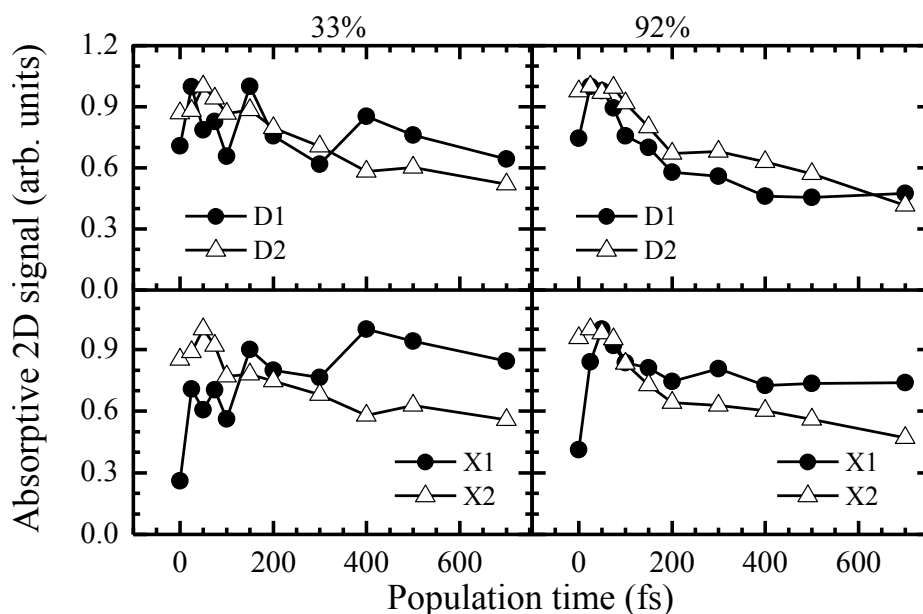 33% 92%
Absorptive 2D signal (arb. units)
1.2
0.9
0.6
0.3
0.0
D1
D2
D1
D2
0.9
0.6
0.3
0.0
X1
X2
X1
X2
0 200 400 600 0 200 400 600
Population time (fs)